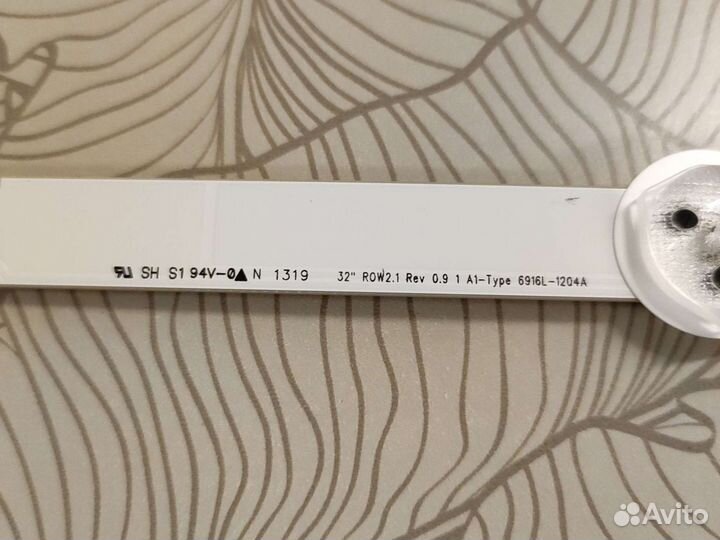 SH S1 94V-0▲ N 1319 32" ROW2.1 Rev 0.9 1 A1-Type 6916L-1204A
Avito